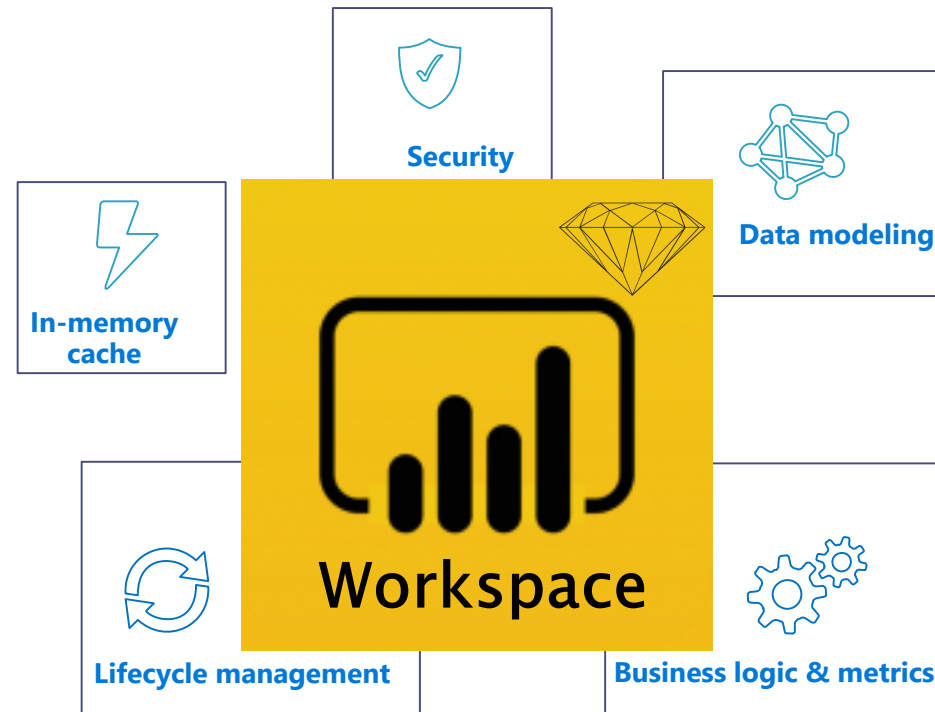 Security
Data modeling
In-memory
cache
Workspace
Lifecycle management
Business logic & metrics